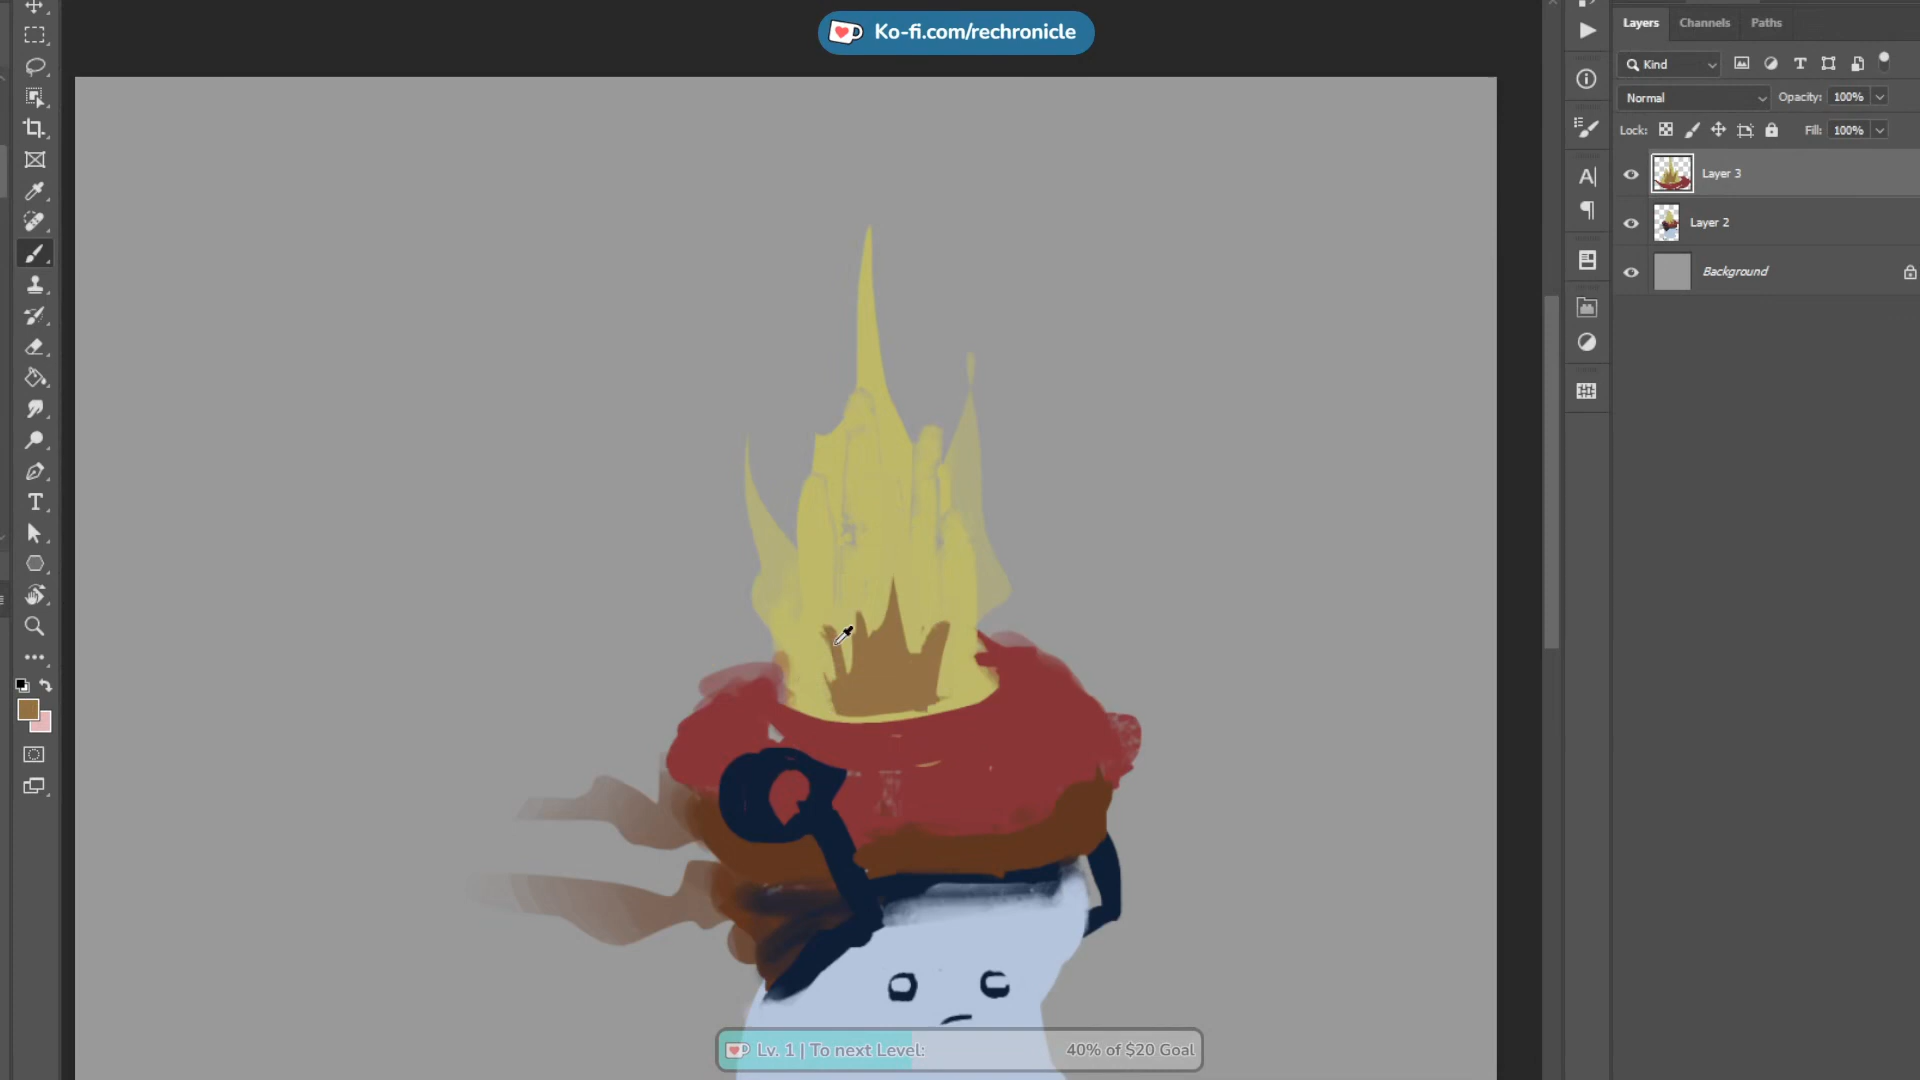 Ko-fi.com/rechronicle
Layers
Channels
Paths
Kind
Normal
Opacity:
100%
Lock:
Fill:
100%
Layer 3
Layer 2
Background
Lv. 1 | To next Level:
40% of $20 Goal